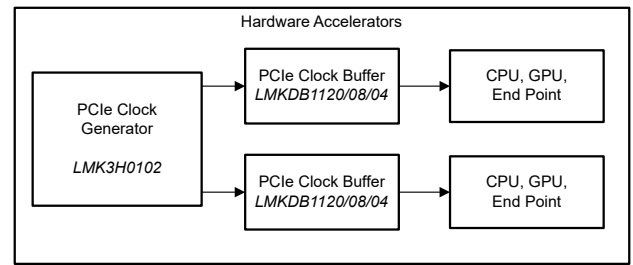 Hardware Accelerators
PCIe Clock
Generator
LMK3H0102
PCIe Clock Buffer
LMKDB1120/08/04
CPU, GPU,
End Point
PCIe Clock Buffer
LMKDB1120/08/04
CPU, GPU,
End Point